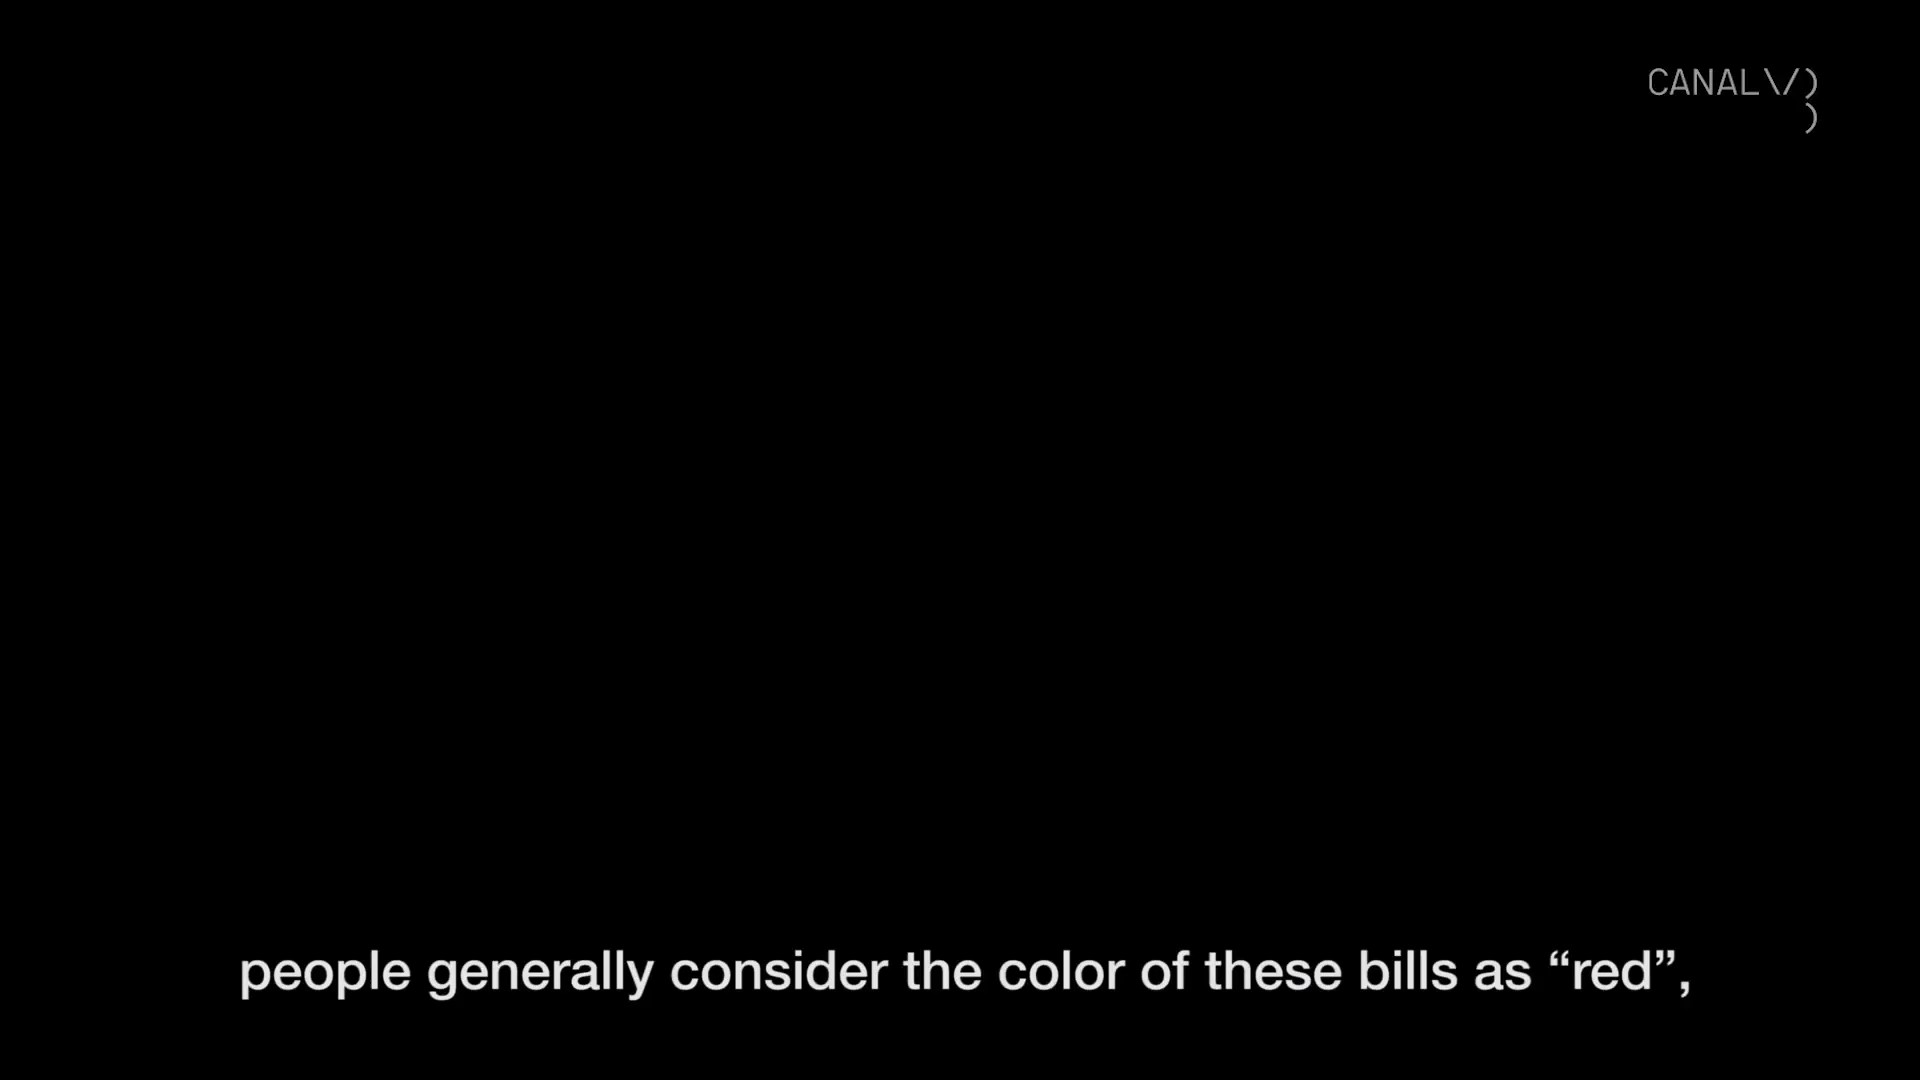 CANAL\/)
)
people generally consider the color of these bills as “red”,